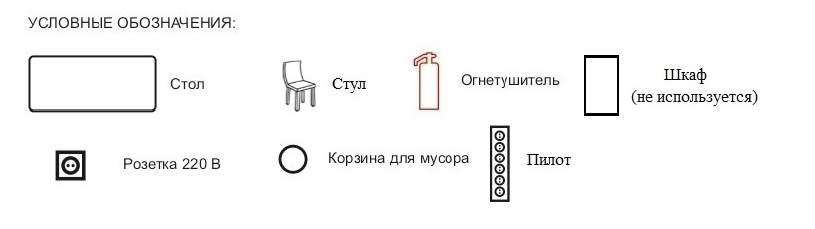 УСЛОВНЫЕ ОБОЗНАЧЕНИЯ:
Стол
Стул
Огнетушитель
Шкаф
(не используется)
Розетка 220 В
Корзина для мусора
Пилот